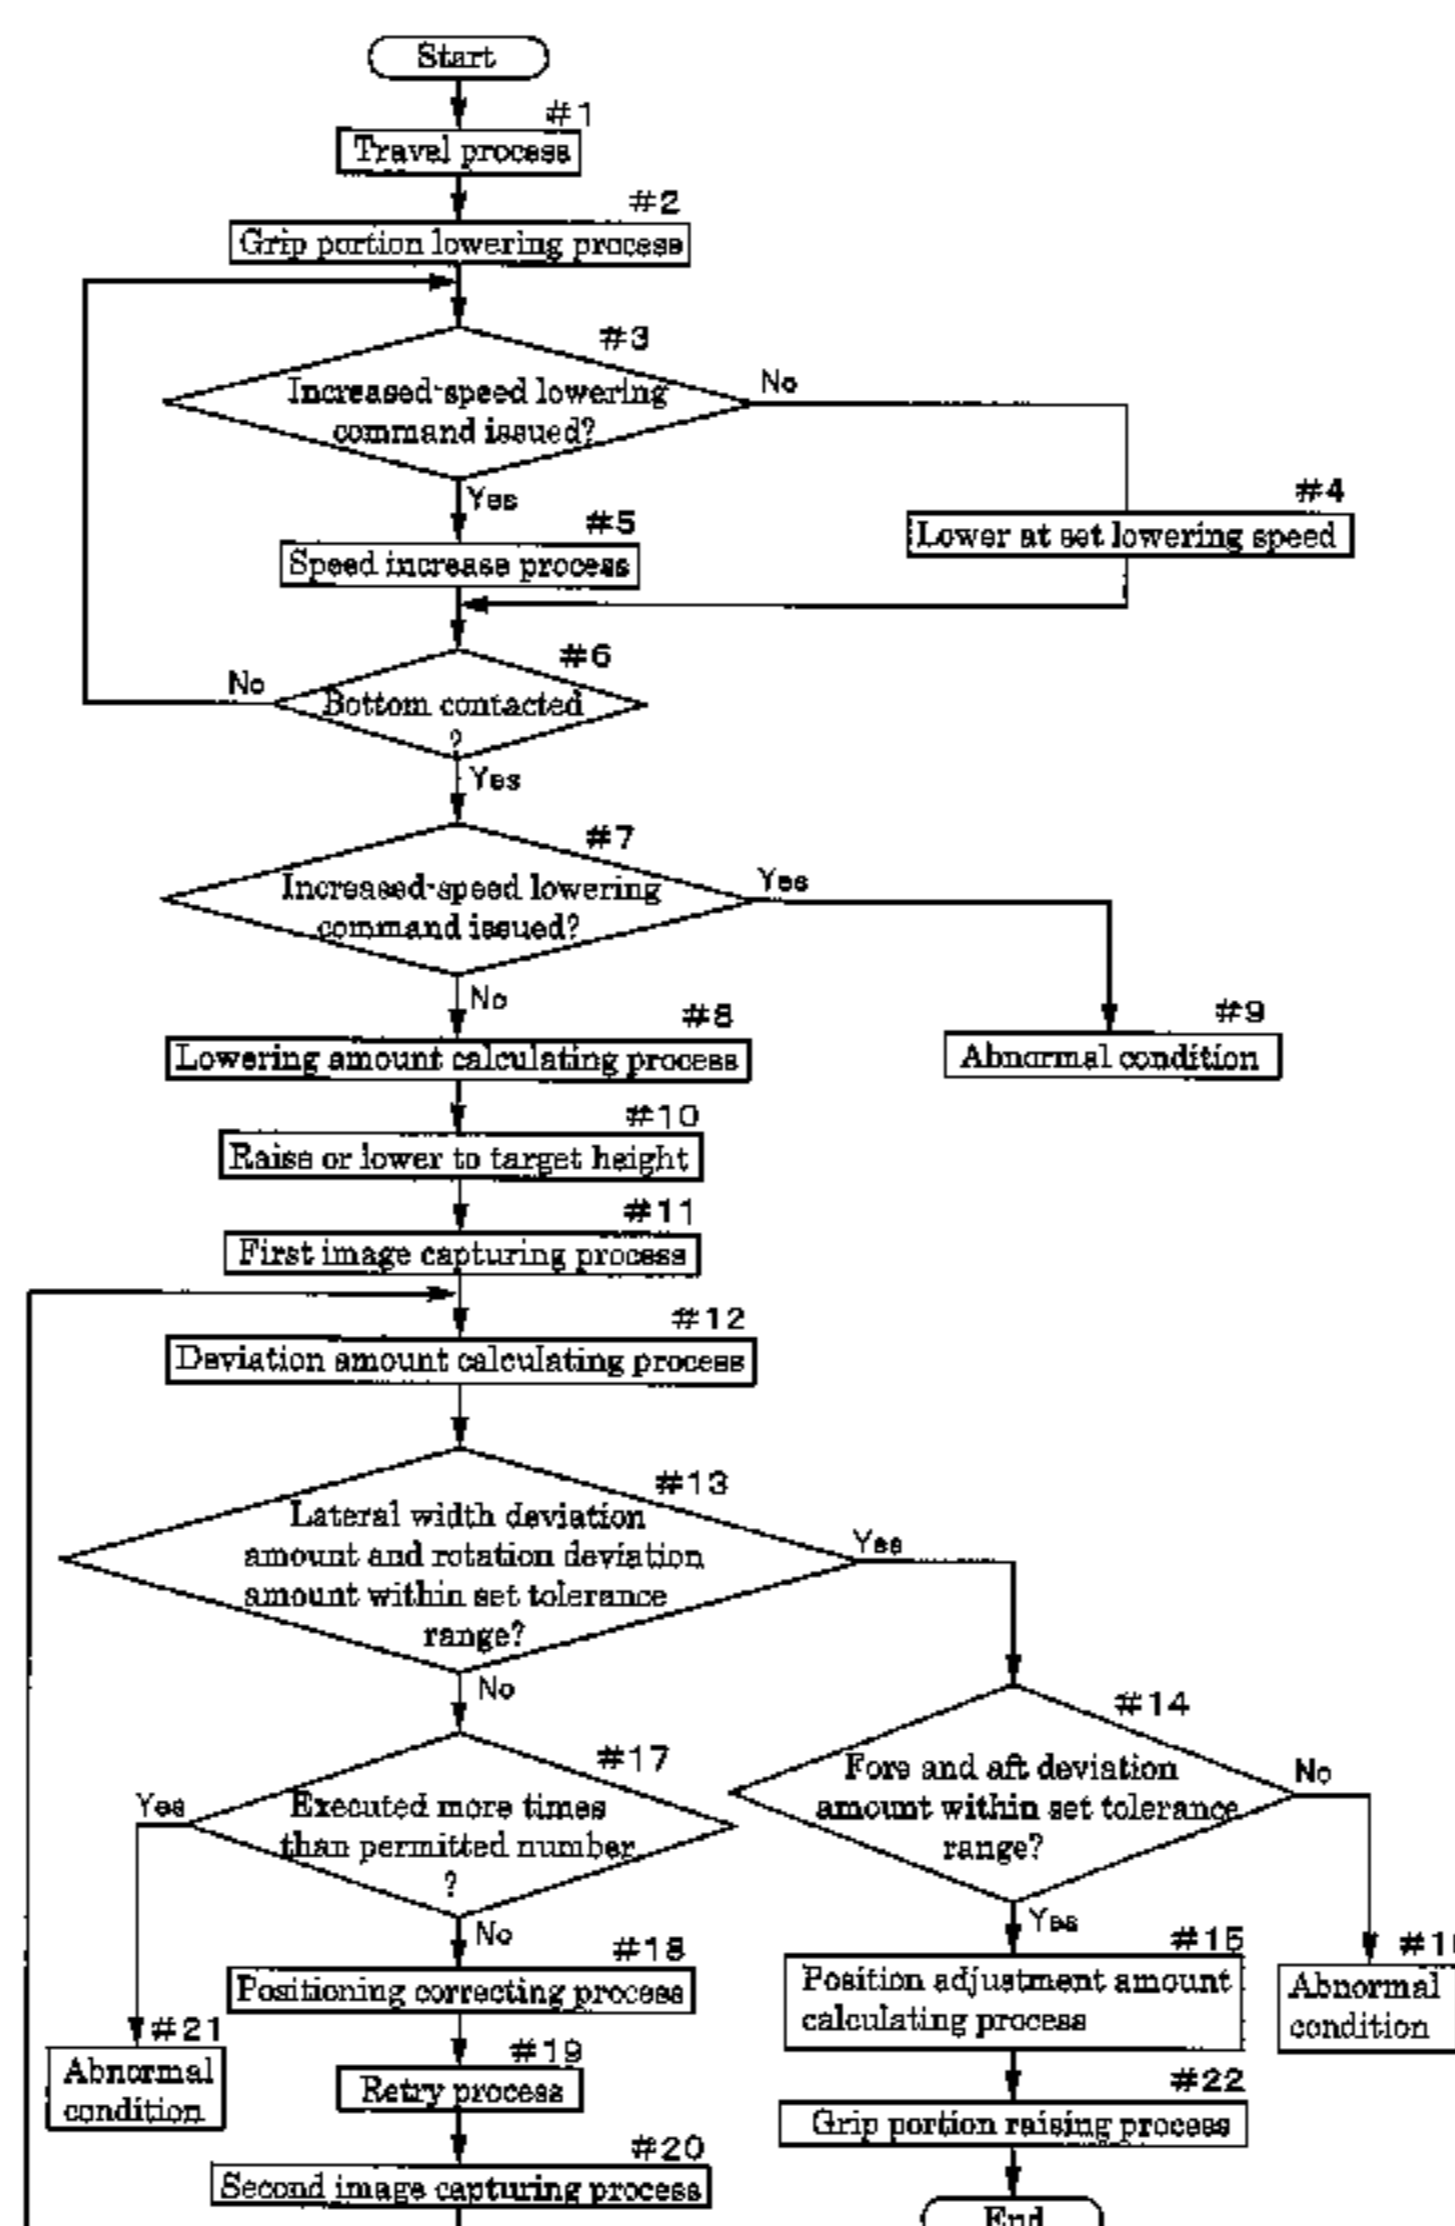 Start
#1
Travel process
#2
Grip portion lowering process
#3
Increased-speed lowering
command issued?
No
Yes
#4
Lower at set lowering speed
#5
Speed increase process
#6
Bottom contacted
?
No
Yes
#7
Increased-speed lowering
command issued?
Yes
No
#8
Lowering amount calculating process
#9
Abnormal condition
#10
Raise or lower to target height
#11
First image capturing process
#12
Deviation amount calculating process
#13
Lateral width deviation
amount and rotation deviation
amount within set tolerance
range?
Yes
No
#14
Fore and aft deviation
amount within set tolerance
range?
No
Yes
#17
Executed more times
than permitted number
?
Yes
No
#15
Position adjustment amount
calculating process
Abnormal
condition
#18
Positioning correcting process
#21
Abnormal
condition
#19
Retry process
#22
Grip portion raising process
#20
Second image capturing process
End